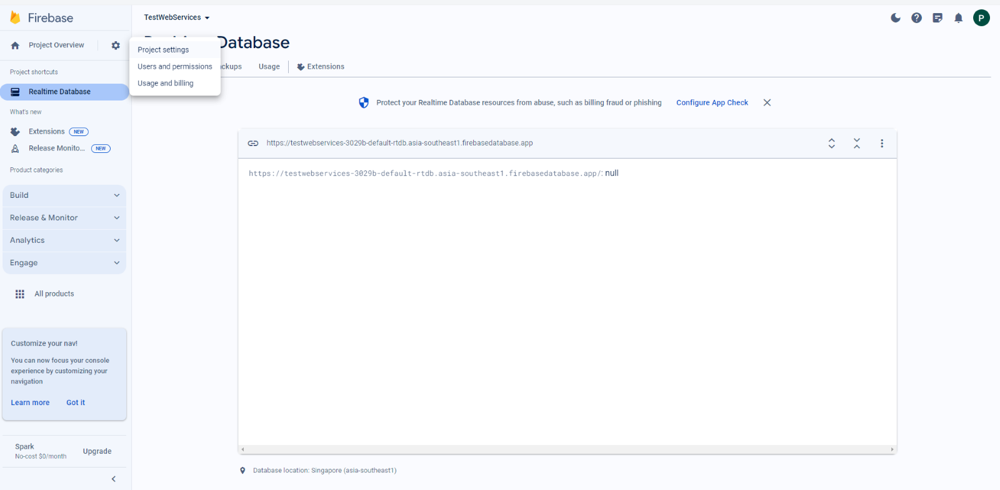 Firebase
TestWebServices
P
Project Overview
Project settings
Users and permissions
Usage and billing
Database
ckups
Usage
Extensions
Project shortcuts
Realtime Database
What's new
Extensions NEW
Release Monito... NEW
Product categories
Build
Release & Monitor
Analytics
Engage
All products
Customize your nav!
You can now focus your console
experience by customizing your
navigation
Learn more Got it
Spark
No-cost $0/month
Upgrade
Protect your Realtime Database resources from abuse, such as billing fraud or phishing Configure App Check
https://testwebservices-3029b-default-rtdb.asia-southeast1.firebasedatabase.app
https://testwebservices-3029b-default-rtdb.asia-southeast1.firebasedatabase.app/: null
Database location: Singapore (asia-southeast1)